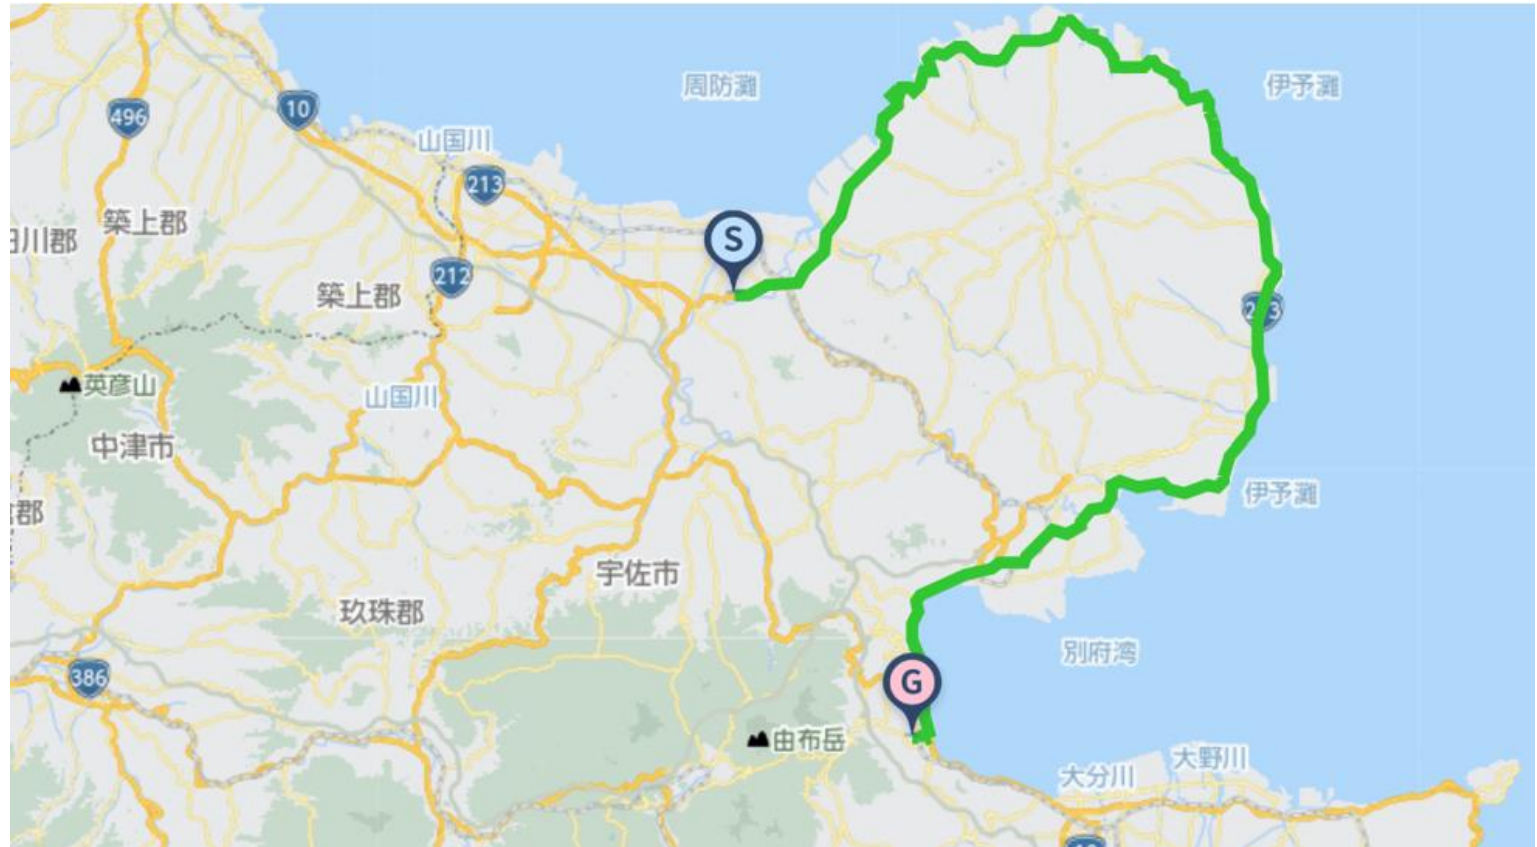 周防灘
伊予灘
496
10
山国川
213
築上郡
S
212
築上郡
英彦山
山国川
中津市
郡
伊予灘
宇佐市
玖珠郡
別府湾
G
386
由布岳
大野川
大分川